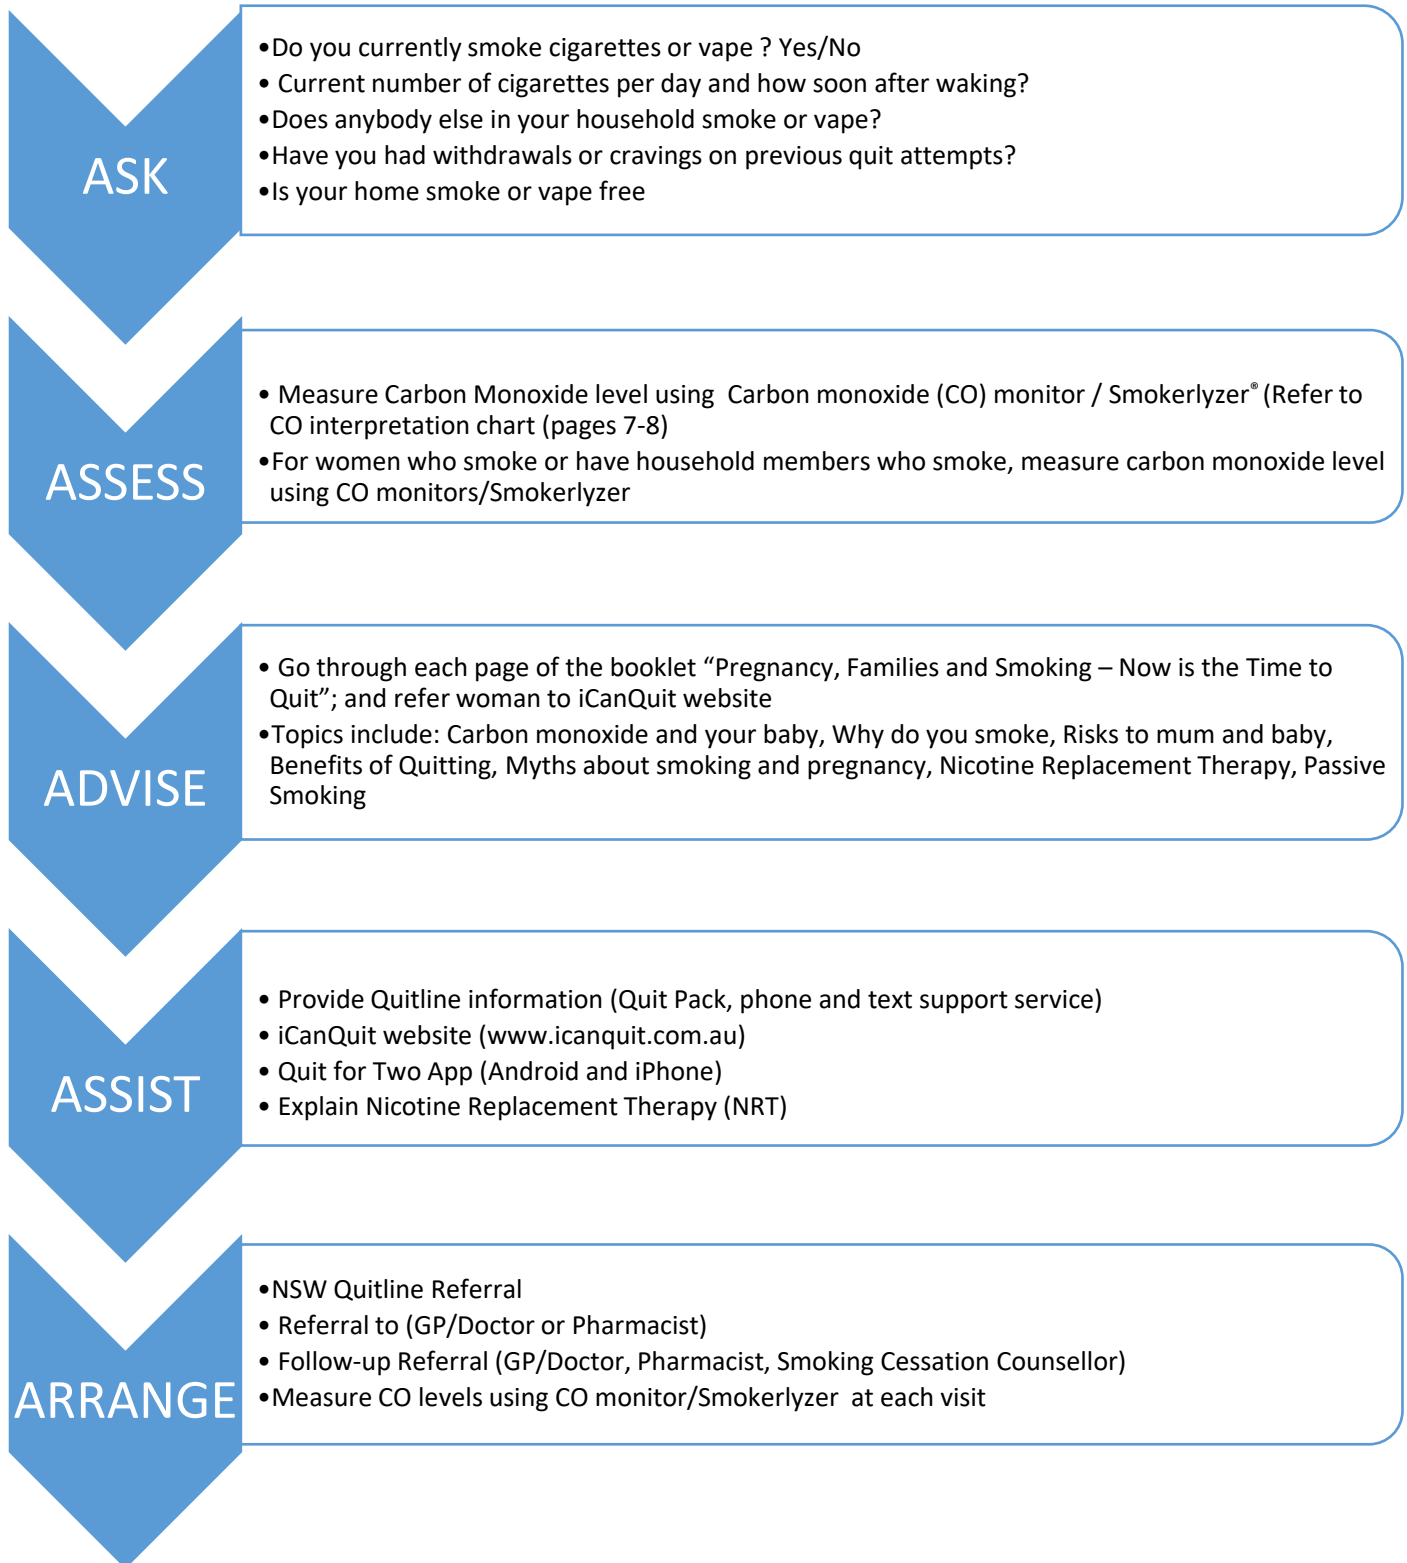 ASK
•Do you currently smoke cigarettes or vape ? Yes/No
• Current number of cigarettes per day and how soon after waking?
•Does anybody else in your household smoke or vape?
•Have you had withdrawals or cravings on previous quit attempts?
•Is your home smoke or vape free
ASSESS
• Measure Carbon Monoxide level using  Carbon monoxide (CO) monitor / Smokerlyzer® (Refer to
CO interpretation chart (pages 7-8)
•For women who smoke or have household members who smoke, measure carbon monoxide level
using CO monitors/Smokerlyzer
ADVISE
• Go through each page of the booklet “Pregnancy, Families and Smoking – Now is the Time to
Quit”; and refer woman to iCanQuit website
•Topics include: Carbon monoxide and your baby, Why do you smoke, Risks to mum and baby,
Benefits of Quitting, Myths about smoking and pregnancy, Nicotine Replacement Therapy, Passive
Smoking
ASSIST
• Provide Quitline information (Quit Pack, phone and text support service)
• iCanQuit website (www.icanquit.com.au)
• Quit for Two App (Android and iPhone)
• Explain Nicotine Replacement Therapy (NRT)
ARRANGE
•NSW Quitline Referral
• Referral to (GP/Doctor or Pharmacist)
• Follow-up Referral (GP/Doctor, Pharmacist, Smoking Cessation Counsellor)
•Measure CO levels using CO monitor/Smokerlyzer  at each visit